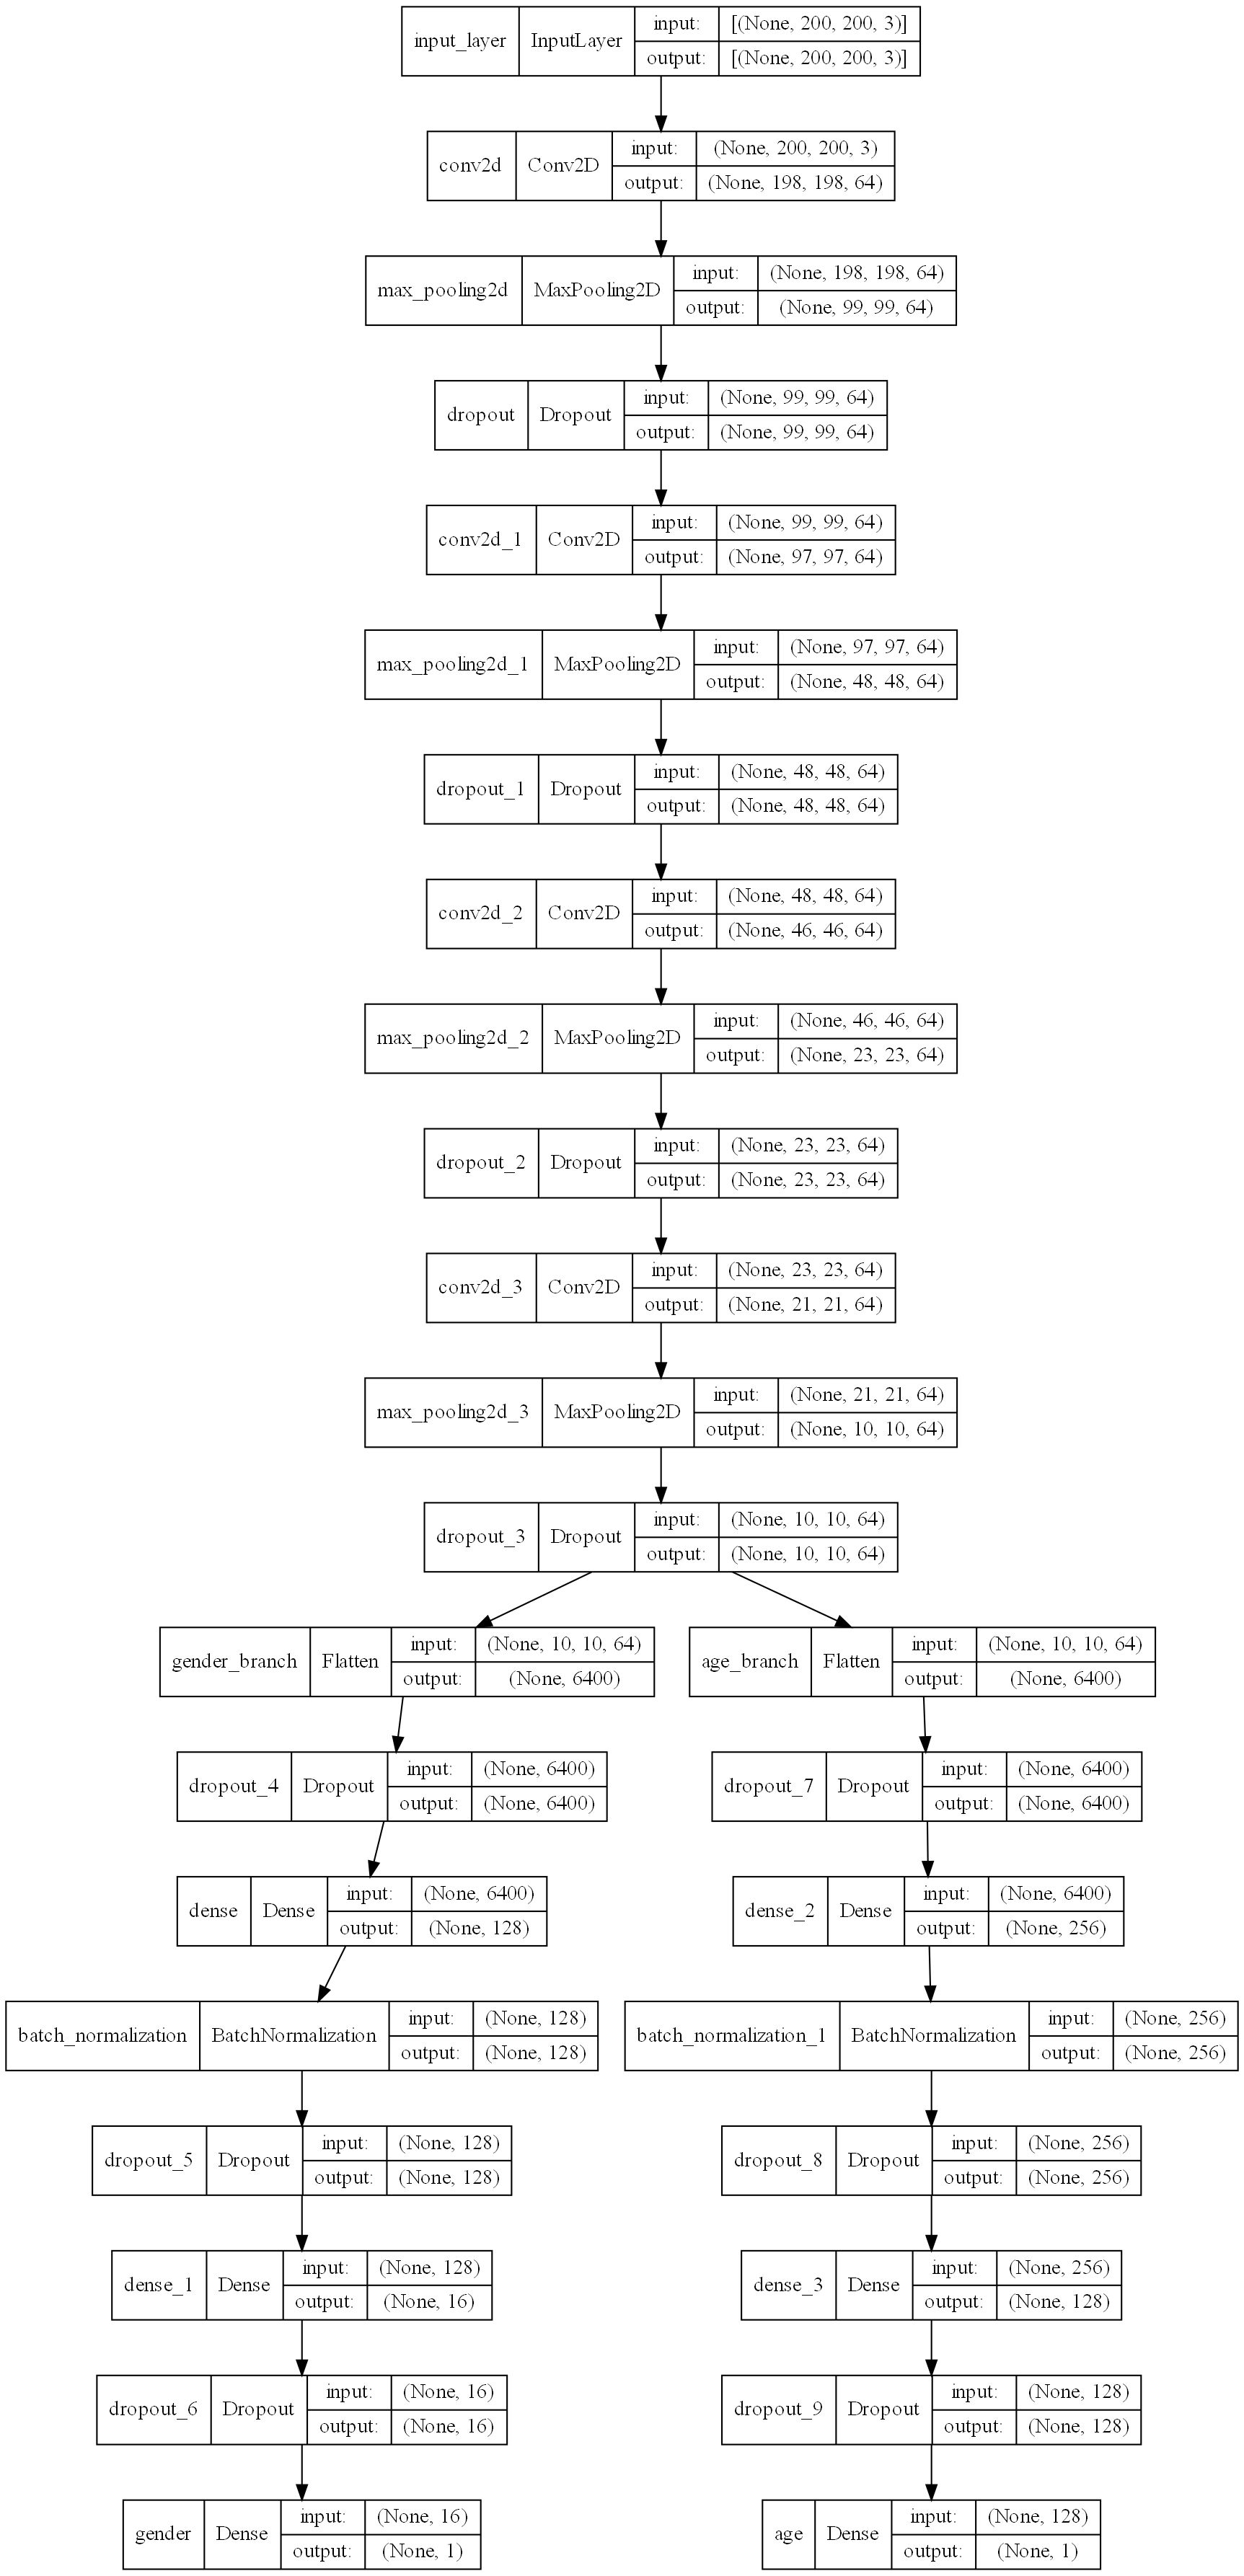 input_layer InputLayer input: [(None, 200, 200, 3)]
output: [(None, 200, 200, 3)]
conv2d Conv2D input: (None, 200, 200, 3)
output: (None, 198, 198, 64)
max_pooling2d MaxPooling2D input: (None, 198, 198, 64)
output: (None, 99, 99, 64)
dropout Dropout input: (None, 99, 99, 64)
output: (None, 99, 99, 64)
conv2d_1 Conv2D input: (None, 99, 99, 64)
output: (None, 97, 97, 64)
max_pooling2d_1 MaxPooling2D input: (None, 97, 97, 64)
output: (None, 48, 48, 64)
dropout_1 Dropout input: (None, 48, 48, 64)
output: (None, 48, 48, 64)
conv2d_2 Conv2D input: (None, 48, 48, 64)
output: (None, 46, 46, 64)
max_pooling2d_2 MaxPooling2D input: (None, 46, 46, 64)
output: (None, 23, 23, 64)
dropout_2 Dropout input: (None, 23, 23, 64)
output: (None, 23, 23, 64)
conv2d_3 Conv2D input: (None, 23, 23, 64)
output: (None, 21, 21, 64)
max_pooling2d_3 MaxPooling2D input: (None, 21, 21, 64)
output: (None, 10, 10, 64)
dropout_3 Dropout input: (None, 10, 10, 64)
output: (None, 10, 10, 64)
gender_branch Flatten input: (None, 10, 10, 64)
output: (None, 6400)
age_branch Flatten input: (None, 10, 10, 64)
output: (None, 6400)
dropout_4 Dropout input: (None, 6400)
output: (None, 6400)
dropout_7 Dropout input: (None, 6400)
output: (None, 6400)
dense Dense input: (None, 6400)
output: (None, 128)
dense_2 Dense input: (None, 6400)
output: (None, 256)
batch_normalization BatchNormalization input: (None, 128)
output: (None, 128)
batch_normalization_1 BatchNormalization input: (None, 256)
output: (None, 256)
dropout_5 Dropout input: (None, 128)
output: (None, 128)
dropout_8 Dropout input: (None, 256)
output: (None, 256)
dense_1 Dense input: (None, 128)
output: (None, 16)
dense_3 Dense input: (None, 256)
output: (None, 128)
dropout_6 Dropout input: (None, 16)
output: (None, 16)
dropout_9 Dropout input: (None, 128)
output: (None, 128)
gender Dense input: (None, 16)
output: (None, 1)
age Dense input: (None, 128)
output: (None, 1)